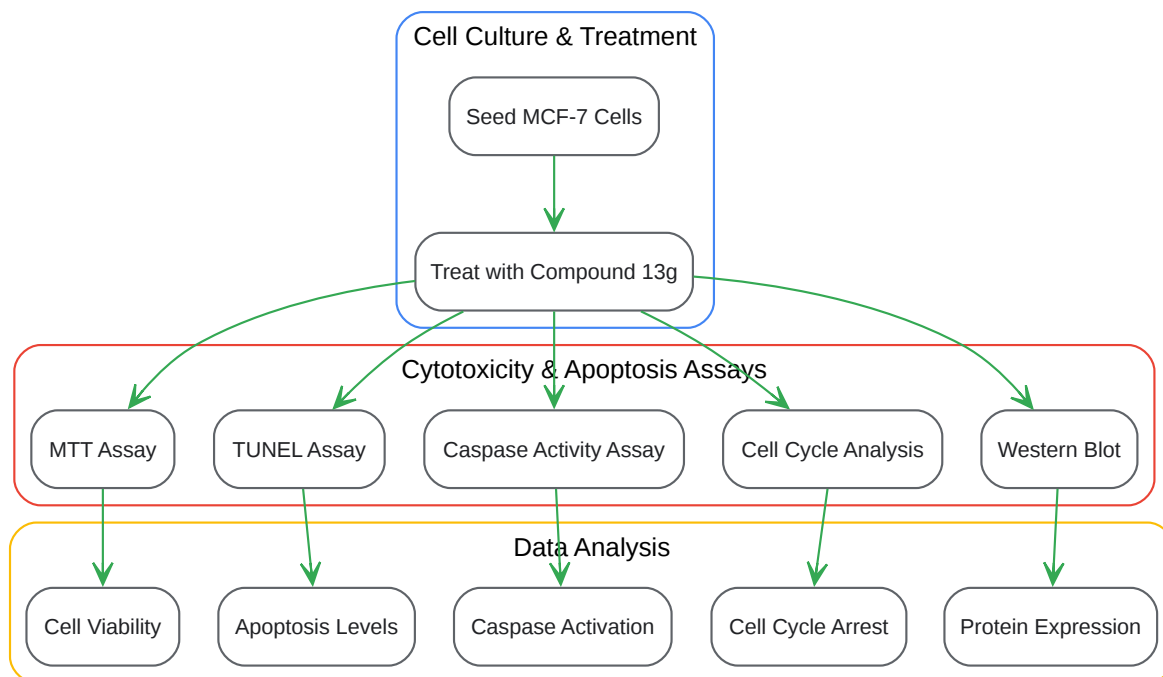 Cell Culture & Treatment
Seed MCF-7 Cells
Treat with Compound 13g
Cytotoxicity & Apoptosis Assays
MTT Assay
TUNEL Assay
Caspase Activity Assay
Cell Cycle Analysis
Western Blot
Data Analysis
Cell Viability
Apoptosis Levels
Caspase Activation
Cell Cycle Arrest
Protein Expression